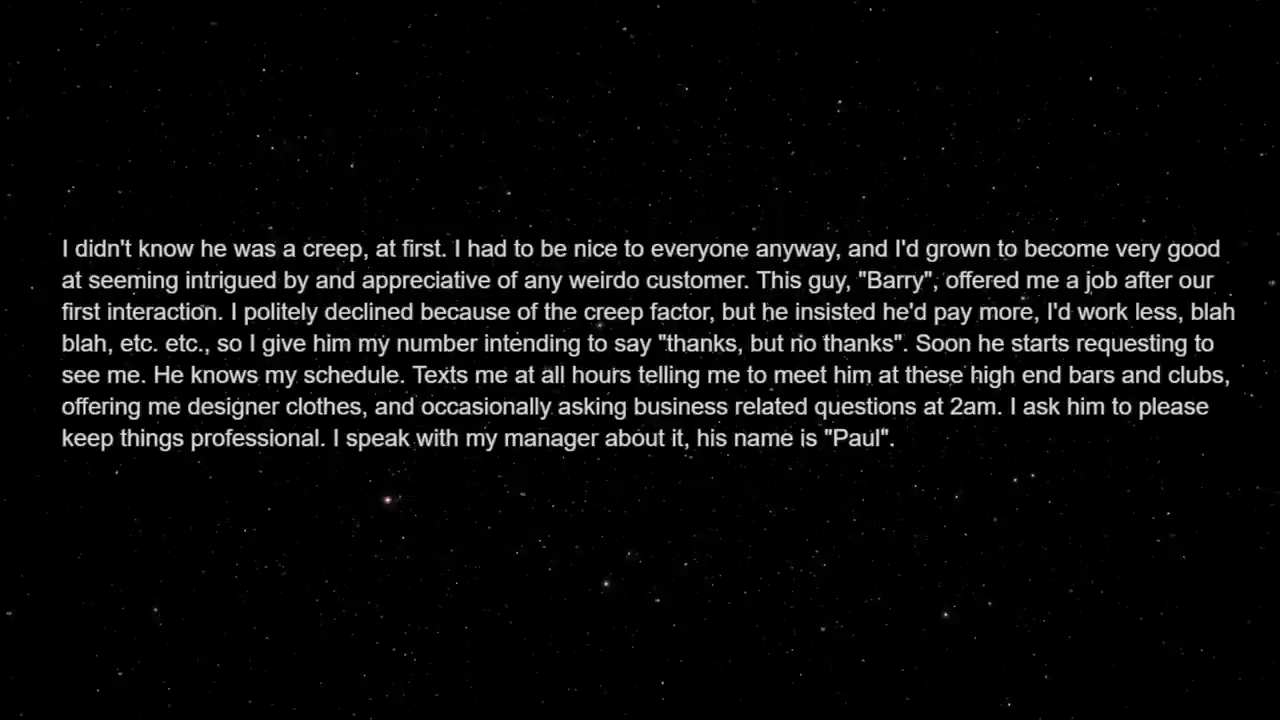 I didn't know he was a creep, at first. I had to be nice to everyone anyway, and I'd grown to become very good
at seeming intrigued by and appreciative of any weirdo customer. This guy, "Barry", offered me a job after our
first interaction. I politely declined because of the creep factor, but he insisted he'd pay more, I'd work less, blah
blah, etc. etc., so I give him my number intending to say "thanks, but no thanks". Soon he starts requesting to
see me. He knows my schedule. Texts me at all hours telling me to meet him at these high end bars and clubs,
offering me designer clothes, and occasionally asking business related questions at 2am. I ask him to please
keep things professional. I speak with my manager about it, his name is "Paul".